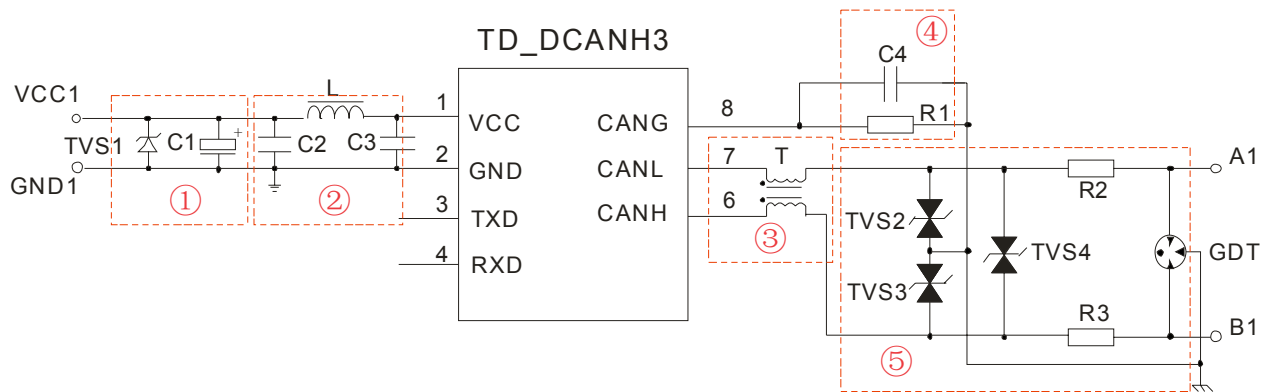 TD_DCANH3
④
C4
R1
VCC1
L
TVS1
C1
+
C2
C3
GND1
①
②
1
VCC
2
GND
3
TXD
4
RXD
CANG
8
CANL
7
CANH
6
T
③
TVS2
TVS3
TVS4
R2
R3
GDT
A1
B1
⑤